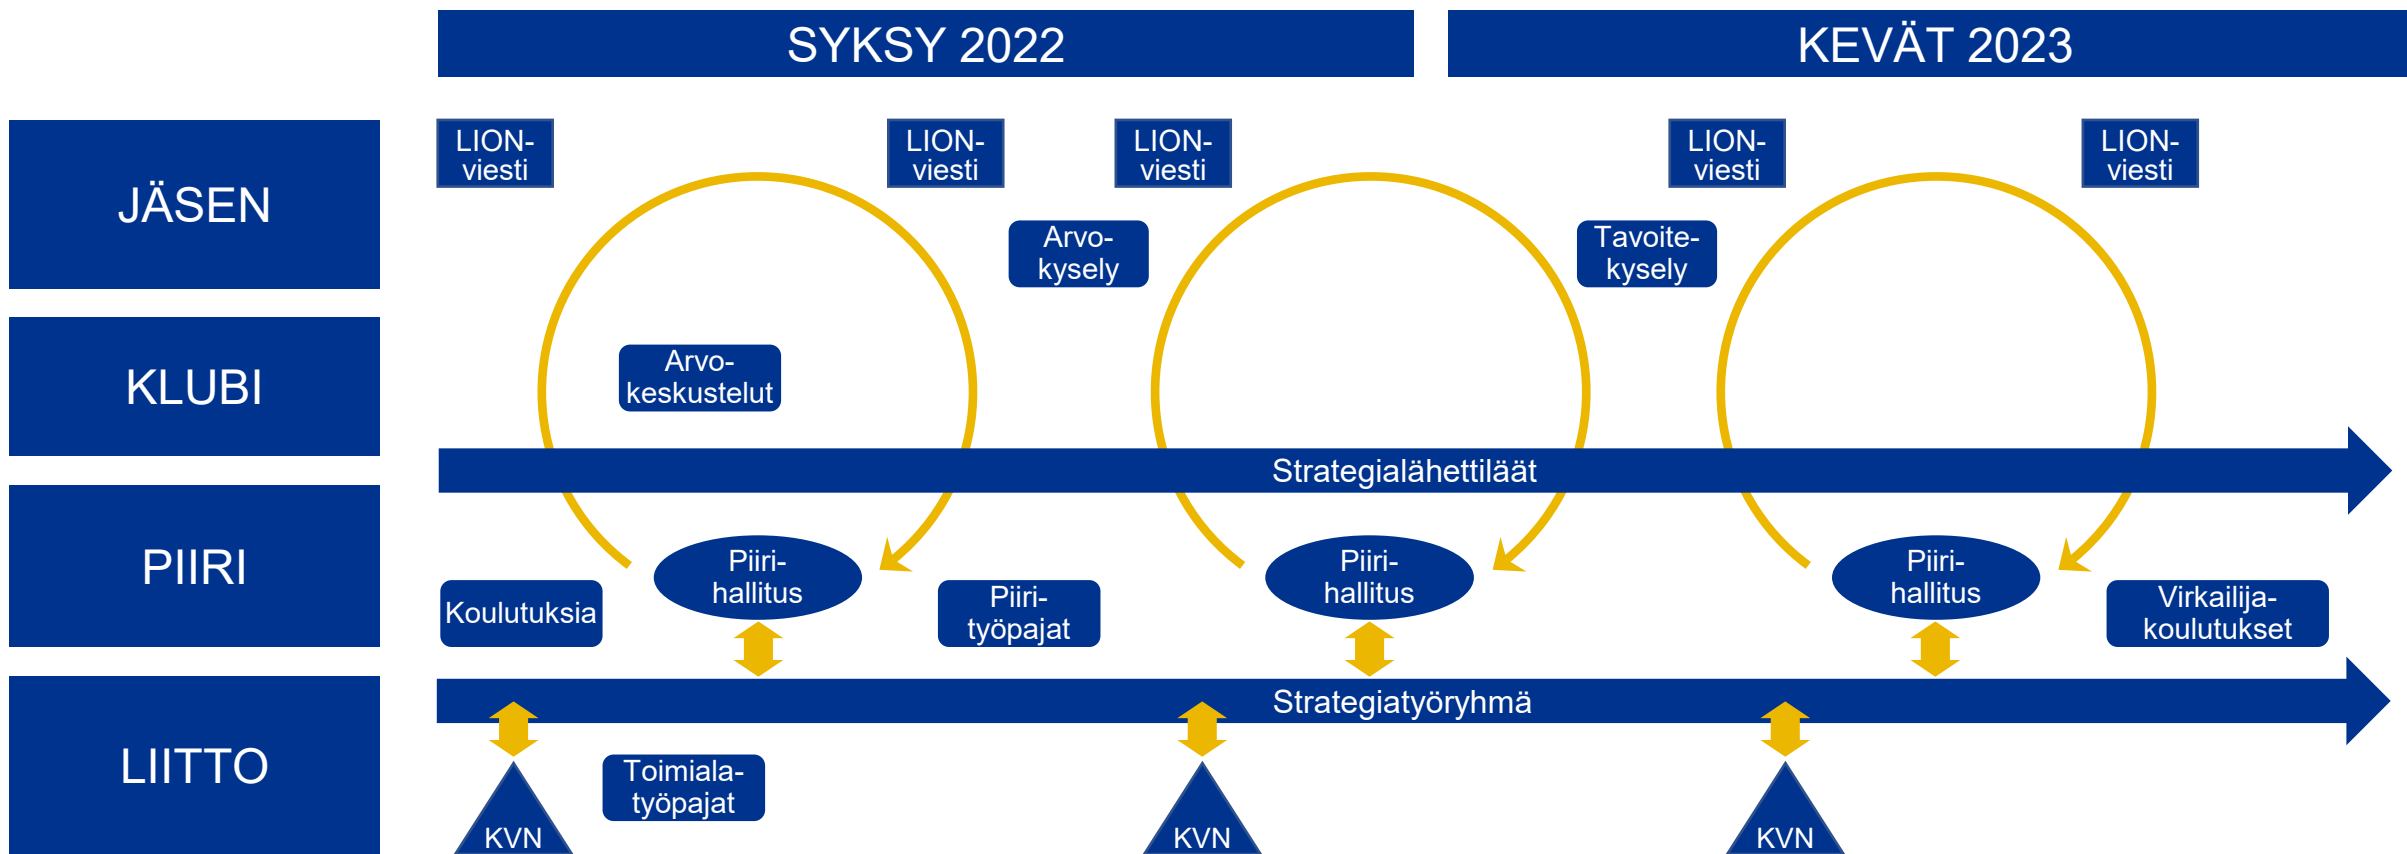 SYKSY 2022
KEVÄT 2023
JÄSEN
LION-
viesti
LION-
viesti
LION-
viesti
LION-
viesti
LION-
viesti
Arvo-
kysely
Tavoite-
kysely
KLUBI
Arvo-
keskustelut
Strategialähettiläät
PIIRI
Koulutuksia
Piiri-
hallitus
Piiri-
työpajat
Piiri-
hallitus
Piiri-
hallitus
Virkailija-
koulutukset
LIITTO
Strategiatyöryhmä
KVN
Toimiala-
työpajat
KVN
KVN